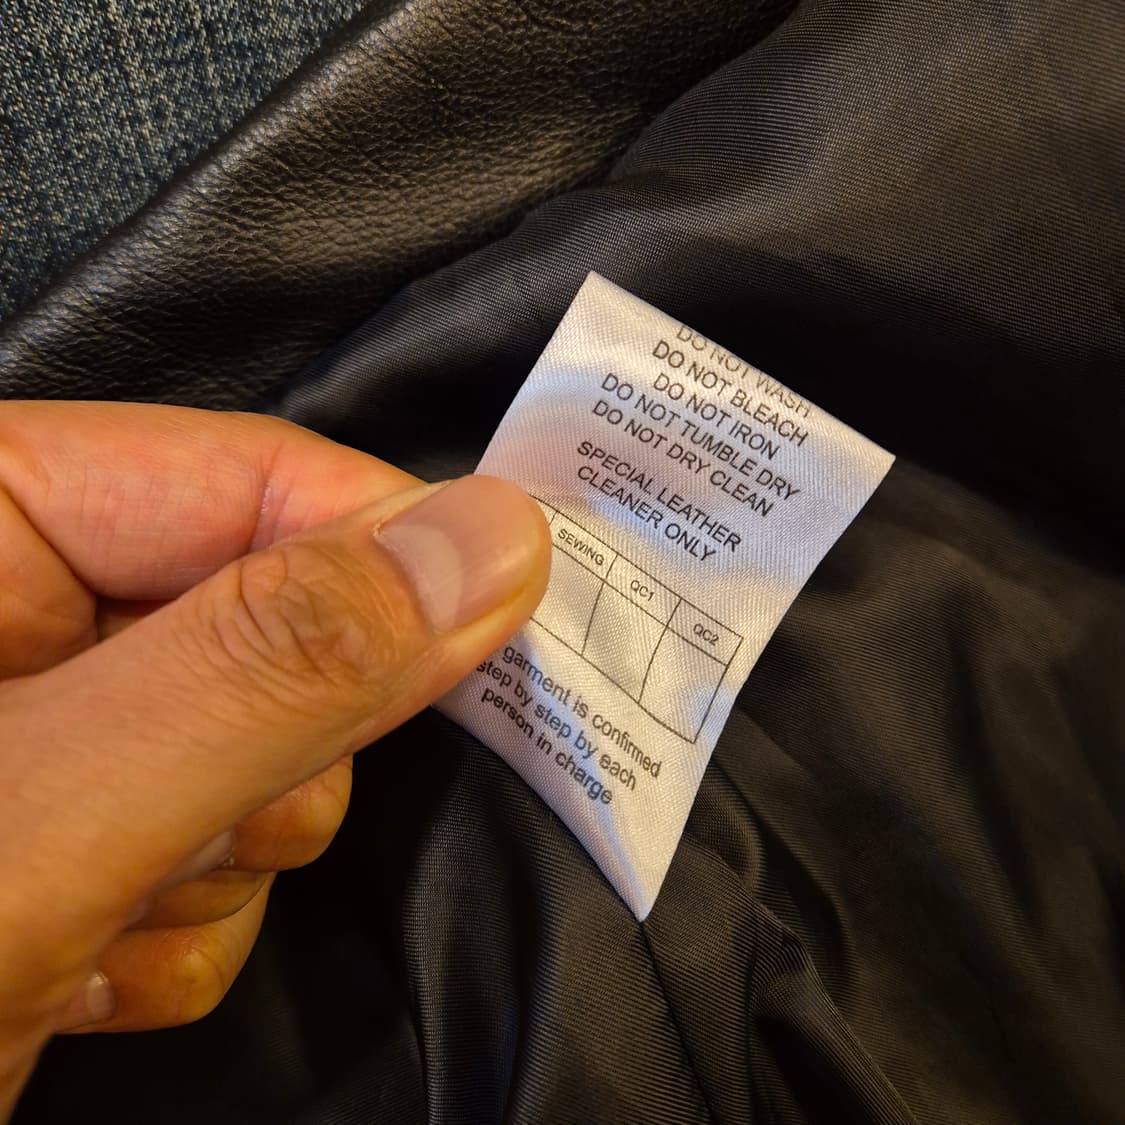 DO NOT WASH
DO NOT BLEACH
DO NOT IRON
DO NOT TUMBLE DRY
DO NOT DRY CLEAN
SPECIAL LEATHER
CLEANER ONLY
SEWING QC1 QC2
garment is confirmed
step by step by each
person in charge